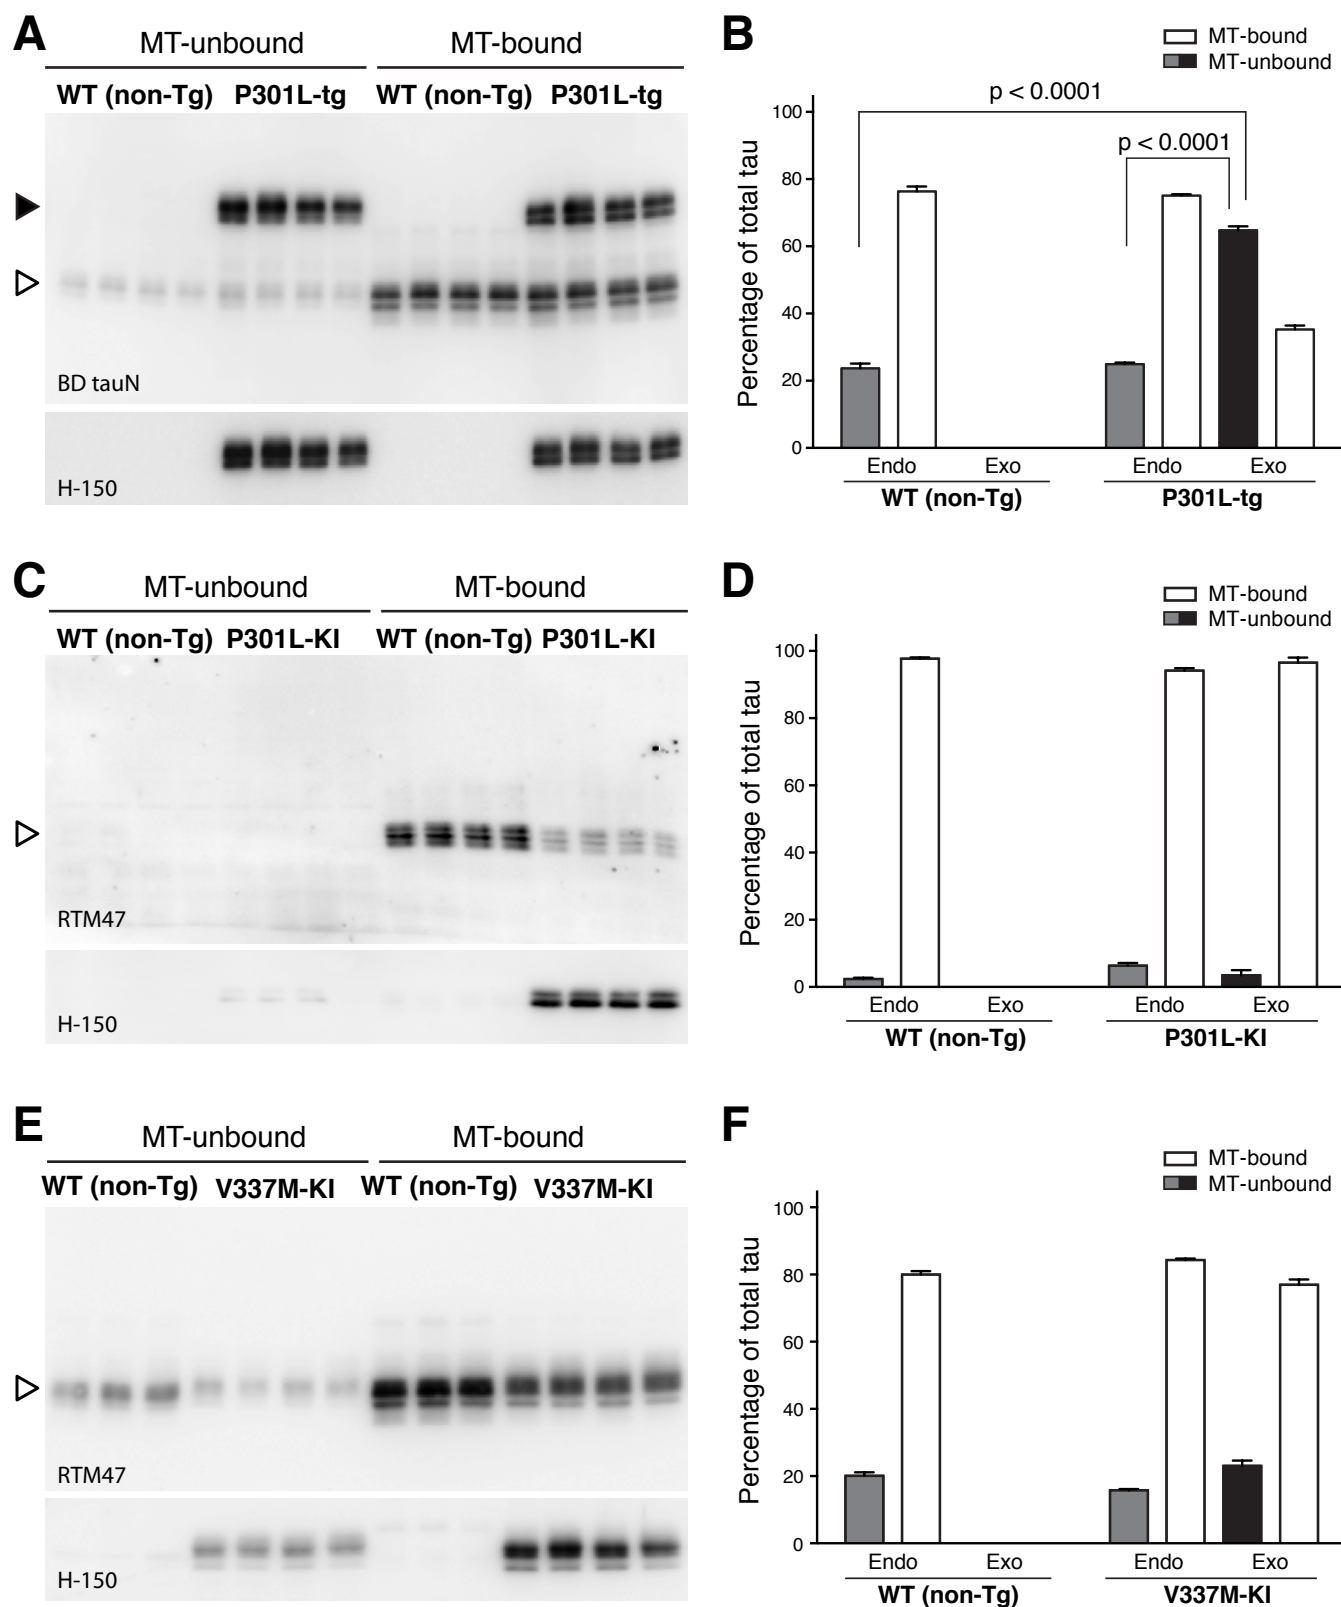 A
MT-unbound
MT-bound
WT (non-Tg) P301L-tg WT (non-Tg) P301L-tg
BD tauN
H-150
B
MT-bound
MT-unbound
p < 0.0001
p < 0.0001
Percentage of total tau
100
80
60
40
20
0
Endo Exo Endo Exo
WT (non-Tg) P301L-tg
C
MT-unbound
MT-bound
WT (non-Tg) P301L-KI WT (non-Tg) P301L-KI
RTM47
H-150
D
MT-bound
MT-unbound
Percentage of total tau
100
80
60
40
20
0
Endo Exo Endo Exo
WT (non-Tg) P301L-KI
E
MT-unbound
MT-bound
WT (non-Tg) V337M-KI WT (non-Tg) V337M-KI
RTM47
H-150
F
MT-bound
MT-unbound
Percentage of total tau
100
80
60
40
20
0
Endo Exo Endo Exo
WT (non-Tg) V337M-KI